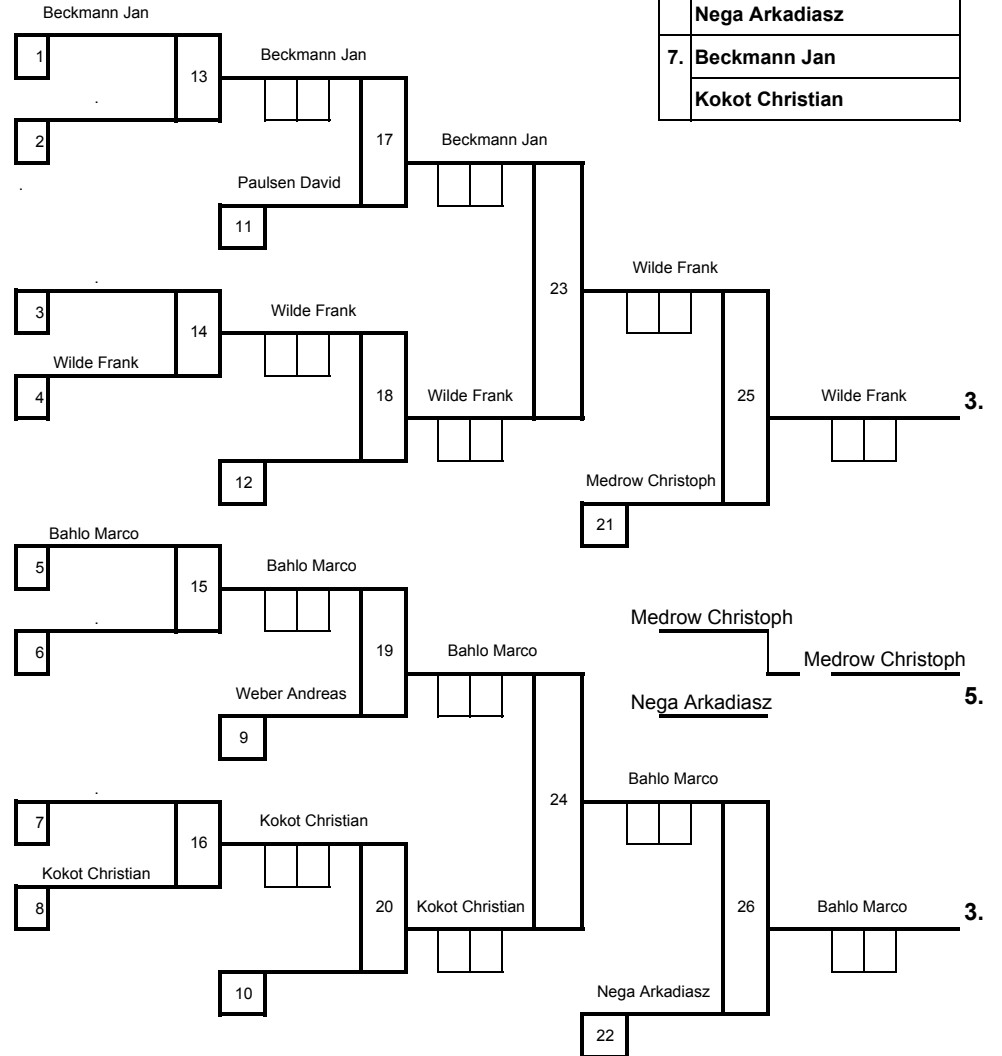 Beckmann Jan
Nega Arkadiasz
1
Beckmann Jan
7. Beckmann Jan
13
.
Kokot Christian
2
17
Beckmann Jan
.
Paulsen David
11
.
Wilde Frank
3
23
14
Wilde Frank
Wilde Frank
4
18
Wilde Frank
25
Wilde Frank
3.
12
Medrow Christoph
21
Bahlo Marco
5
15
Bahlo Marco
.
Medrow Christoph
6
19
Bahlo Marco
Medrow Christoph
Weber Andreas
Nega Arkadiasz
5.
9
.
Bahlo Marco
7
24
16
Kokot Christian
Kokot Christian
8
20
Kokot Christian
26
Bahlo Marco
3.
10
Nega Arkadiasz
22